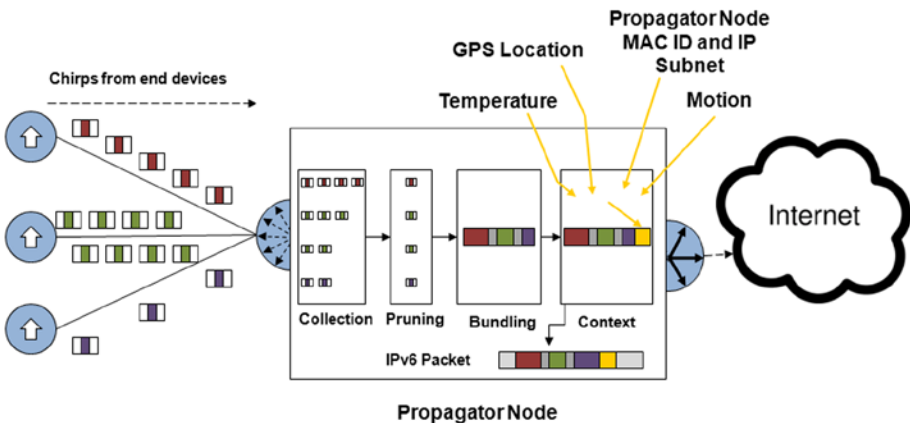 Chirps from end devices
Temperature
GPS Location
Propagator Node
MAC ID and IP
Subnet
Motion
Internet
Collection
Pruning
Bundling
Context
IPv6 Packet
Propagator Node